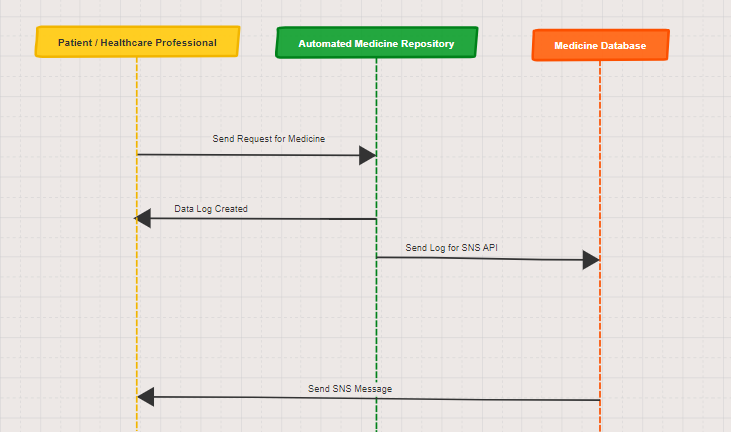 Patient / Healthcare Professional
Automated Medicine Repository
Medicine Database
Send Request for Medicine
Data Log Created
Send Log for SNS API
Send SNS Message